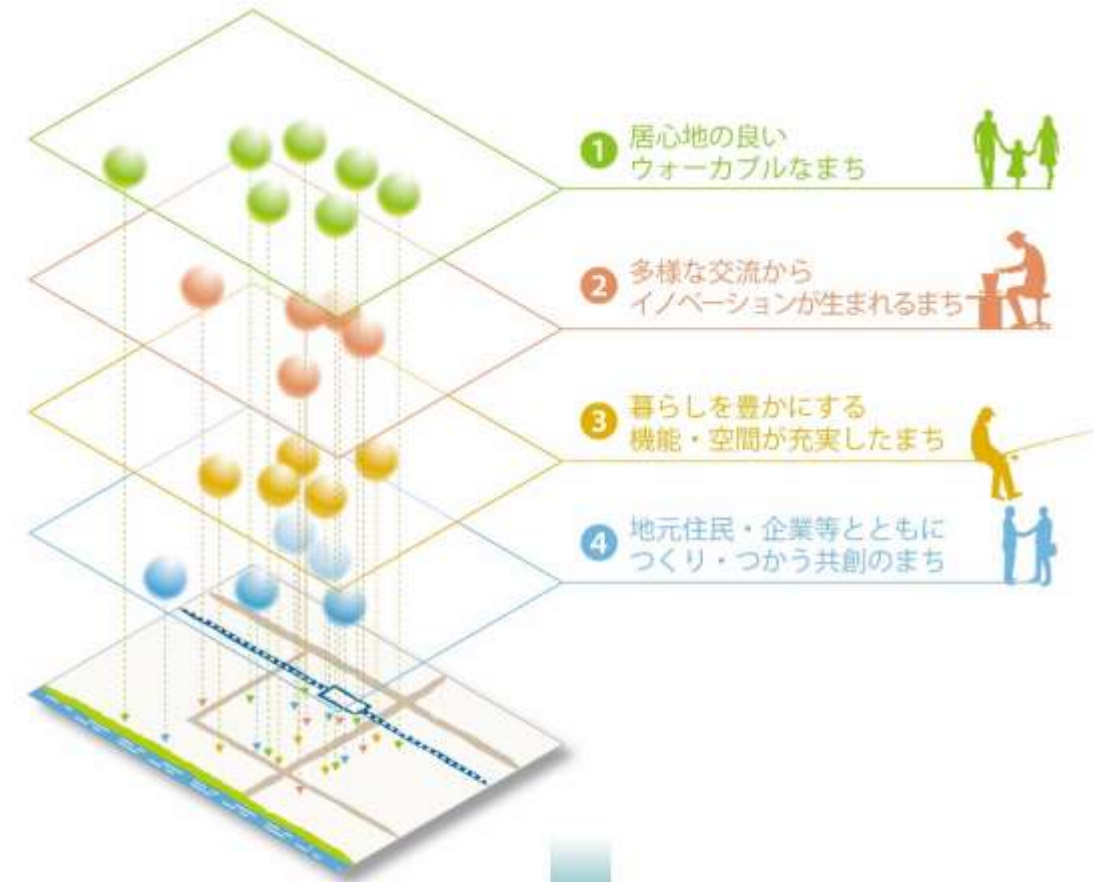 1 居心地の良い
ウォーカブルなまち
2 多様な交流から
イノベーションが生まれるまち
3 暮らしを豊かにする
機能・空間が充実したまち
4 地元住民・企業等とともに
つくり・つかう共創のまち